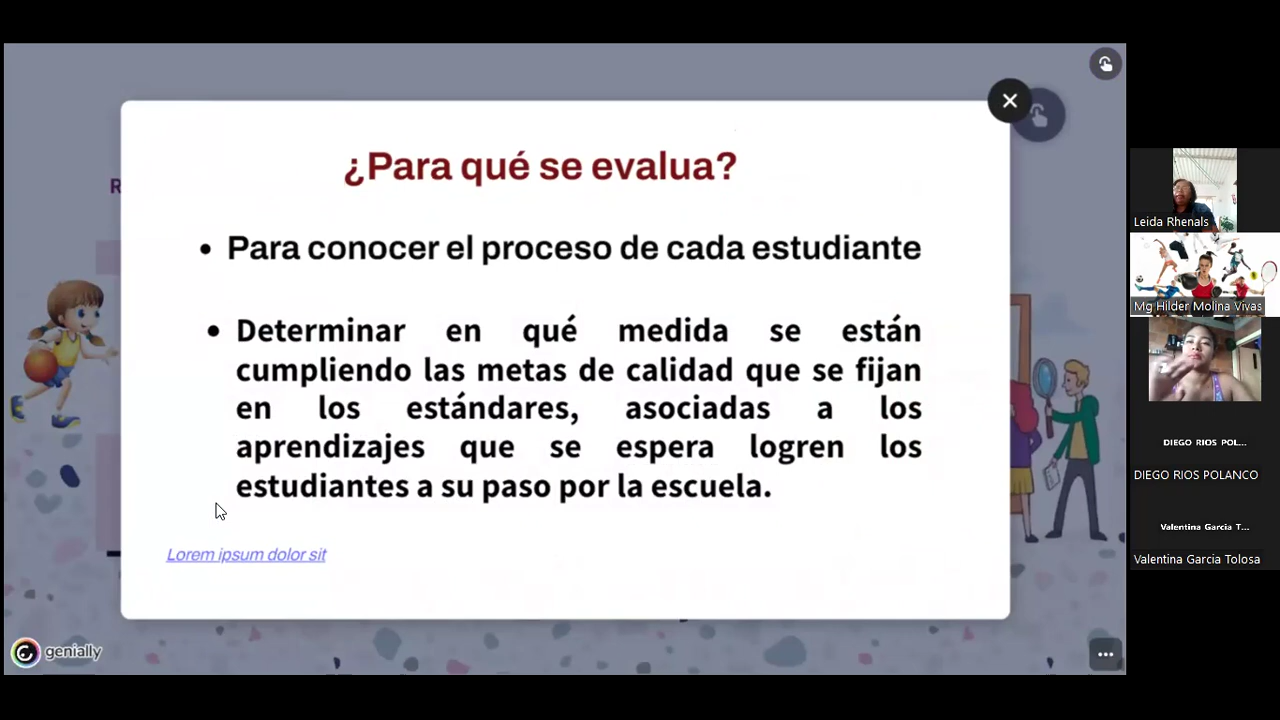 ¿Para qué se evalua?
• Para conocer el proceso de cada estudiante
• Determinar en qué medida se están
cumpliendo las metas de calidad que se fijan
en los estándares, asociadas a los
aprendizajes que se espera logren los
estudiantes a su paso por la escuela.
Lorem ipsum dolor sit
genially
R
Leida Rhenals
Mg Hilder Molina Vivas
DIEGO RIOS POL...
DIEGO RIOS POLANCO
Valentina Garcia T...
Valentina Garcia Tolosa